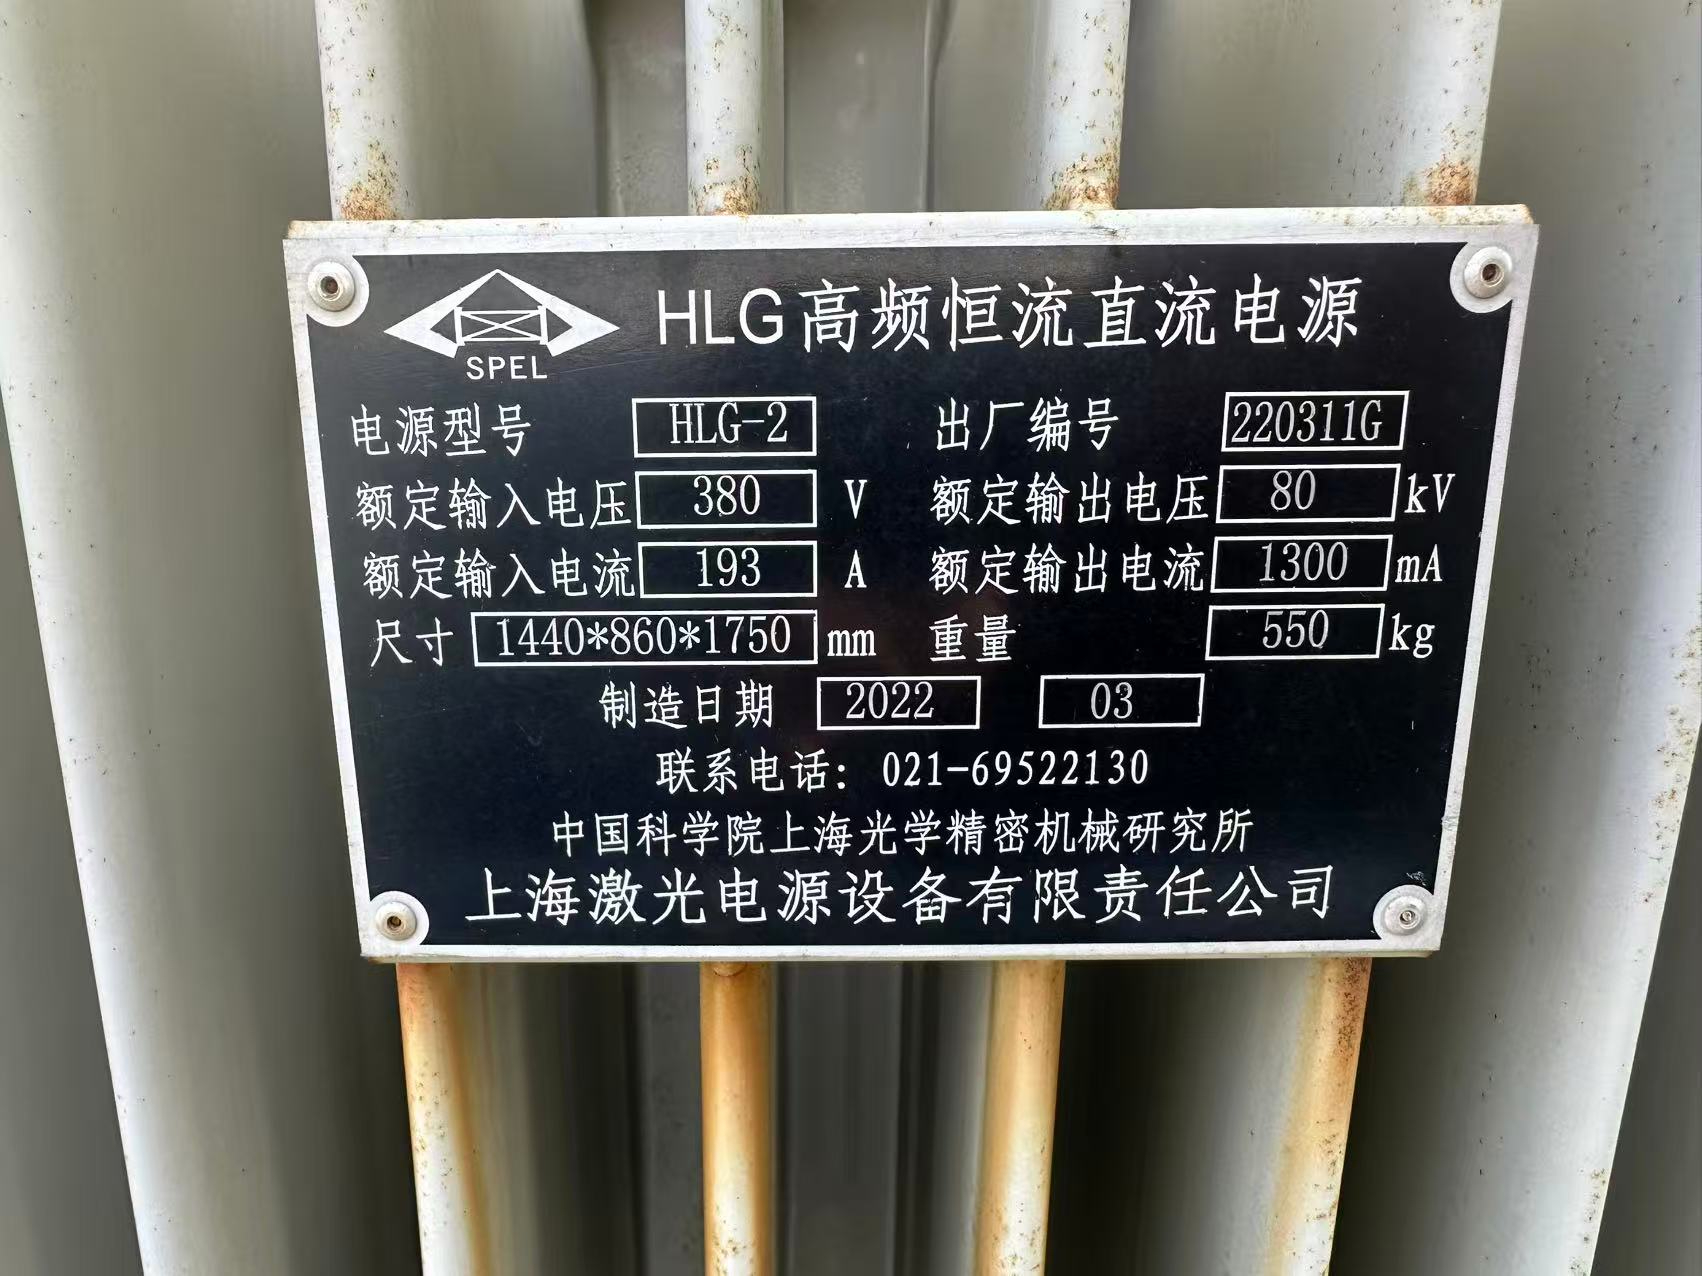 SPEL
HLG高频恒流直流电源
电源型号 HLG-2 出厂编号 220311G
额定输入电压 380 V 额定输出电压 80 kV
额定输入电流 193 A 额定输出电流 1300 mA
尺寸 1440*860*1750 mm 重量 550 kg
制造日期 2022 03
联系电话：021-69522130
中国科学院上海光学精密机械研究所
上海激光电源设备有限责任公司